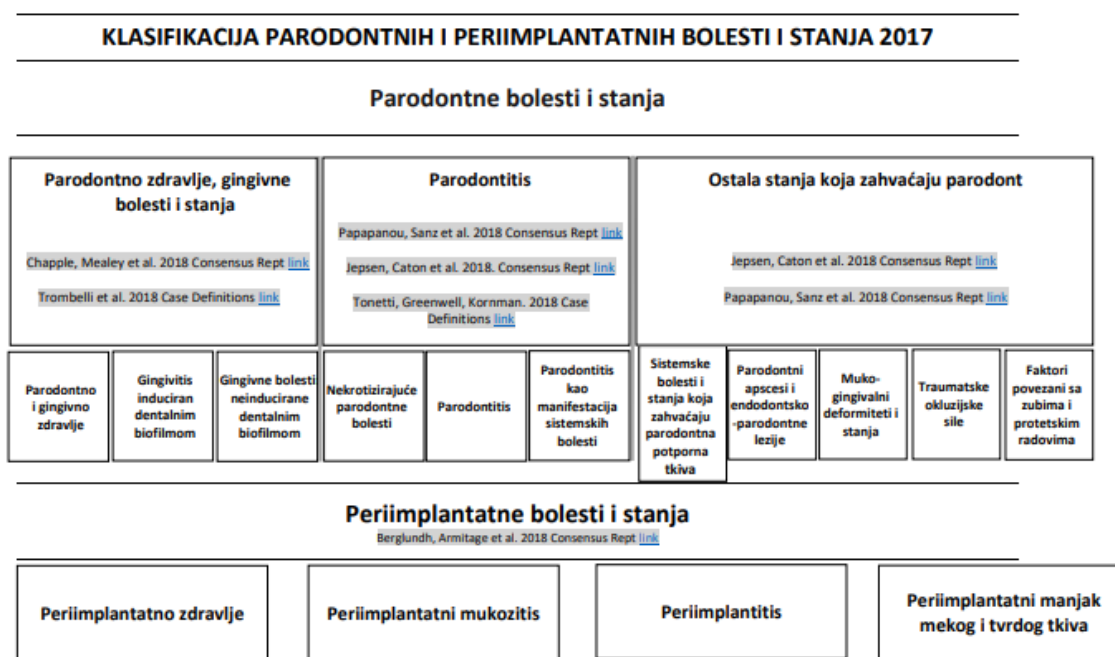 KLASIFIKACIJA PARODONTNIH I PERIIMPLANTATNIH BOLESTI I STANJA 2017
Parodontne bolesti i stanja
Parodontno zdravlje, gingivne
bolesti i stanja
Chapple, Mealey et al. 2018 Consensus Rept link
Trombelli et al. 2018 Case Definitions link
Parodontitis
Papapanou, Sanz et al. 2018 Consensus Rept link
Jepsen, Caton et al. 2018. Consensus Rept link
Tonetti, Greenwell, Kornman. 2018 Case
Definitions link
Ostala stanja koja zahvaćaju parodont
Jepsen, Caton et al. 2018 Consensus Rept link
Papapanou, Sanz et al. 2018 Consensus Rept link
Parodontno
i gingivno
zdravlje
Gingivitis
induciran
dentalnim
biofilmom
Gingivne bolesti
neinducirane
dentalnim
biofilmom
Nekrotizirajuće
parodontne
bolesti
Parodontitis
Parodontitis
kao
manifestacija
sistemskih
bolesti
Sistemske
bolesti i
stanja koja
zahvaćaju
parodontna
potporna
tkiva
Parodontni
apscesi i
endodontsko
-parodontne
lezije
Muko-
gingivalni
deformiteti i
stanja
Traumatske
okluzijske
sile
Faktori
povezani sa
zubima i
protetskim
radovima
Periimplantatne bolesti i stanja
Berglundh, Armitage et al. 2018 Consensus Rept link
Periimplantatno zdravlje
Periimplantatni mukozitis
Periimplantitis
Periimplantatni manjak
mekog i tvrdog tkiva